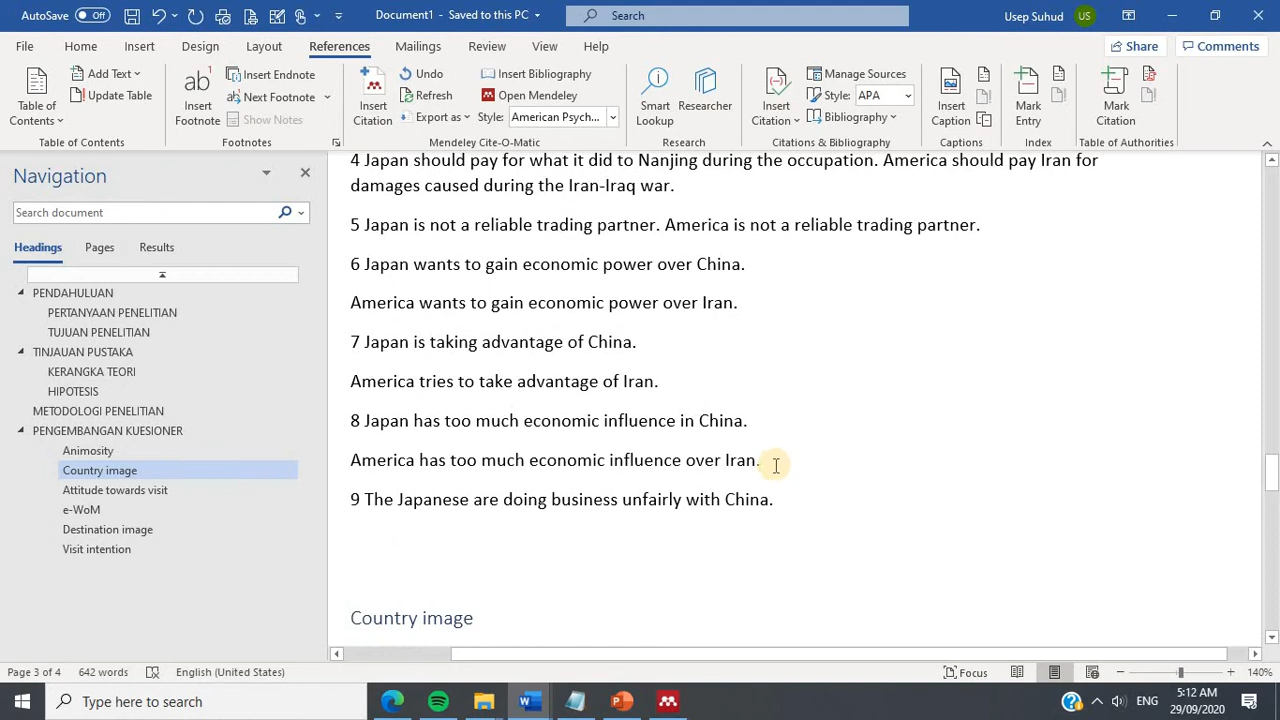 AutoSave Off Document1 - Saved to this PC Search Usep Suhud US
File Home Insert Design Layout References Mailings Review View Help Share Comments
Table of Contents
Add Text
Update Table
Table of Contents
Insert Footnote
Insert Endnote
Next Footnote
Show Notes
Footnotes
Insert Citation
Undo
Refresh
Export as
Insert Bibliography
Open Mendeley
Style: American Psych...
Mendeley Cite-O-Matic
Smart Lookup
Researcher
Research
Insert Citation
Manage Sources
Style: APA
Bibliography
Citations & Bibliography
Insert Caption
Captions
Mark Entry
Index
Mark Citation
Table of Authorities
Navigation
Search document
Headings Pages Results
PENDAHULUAN
PERTANYAAN PENELITIAN
TUJUAN PENELITIAN
TINJAUAN PUSTAKA
KERANGKA TEORI
HIPOTESIS
METODOLOGI PENELITIAN
PENGEMBANGAN KUESIONER
Animosity
Country image
Attitude towards visit
e-WoM
Destination image
Visit intention
4 Japan should pay for what it did to Nanjing during the occupation. America should pay Iran for
damages caused during the Iran-Iraq war.
5 Japan is not a reliable trading partner. America is not a reliable trading partner.
6 Japan wants to gain economic power over China.
America wants to gain economic power over Iran.
7 Japan is taking advantage of China.
America tries to take advantage of Iran.
8 Japan has too much economic influence in China.
America has too much economic influence over Iran.
9 The Japanese are doing business unfairly with China.
Country image
Page 3 of 4 642 words English (United States) Focus 140%
Type here to search
ENG
5:12 AM
29/09/2020